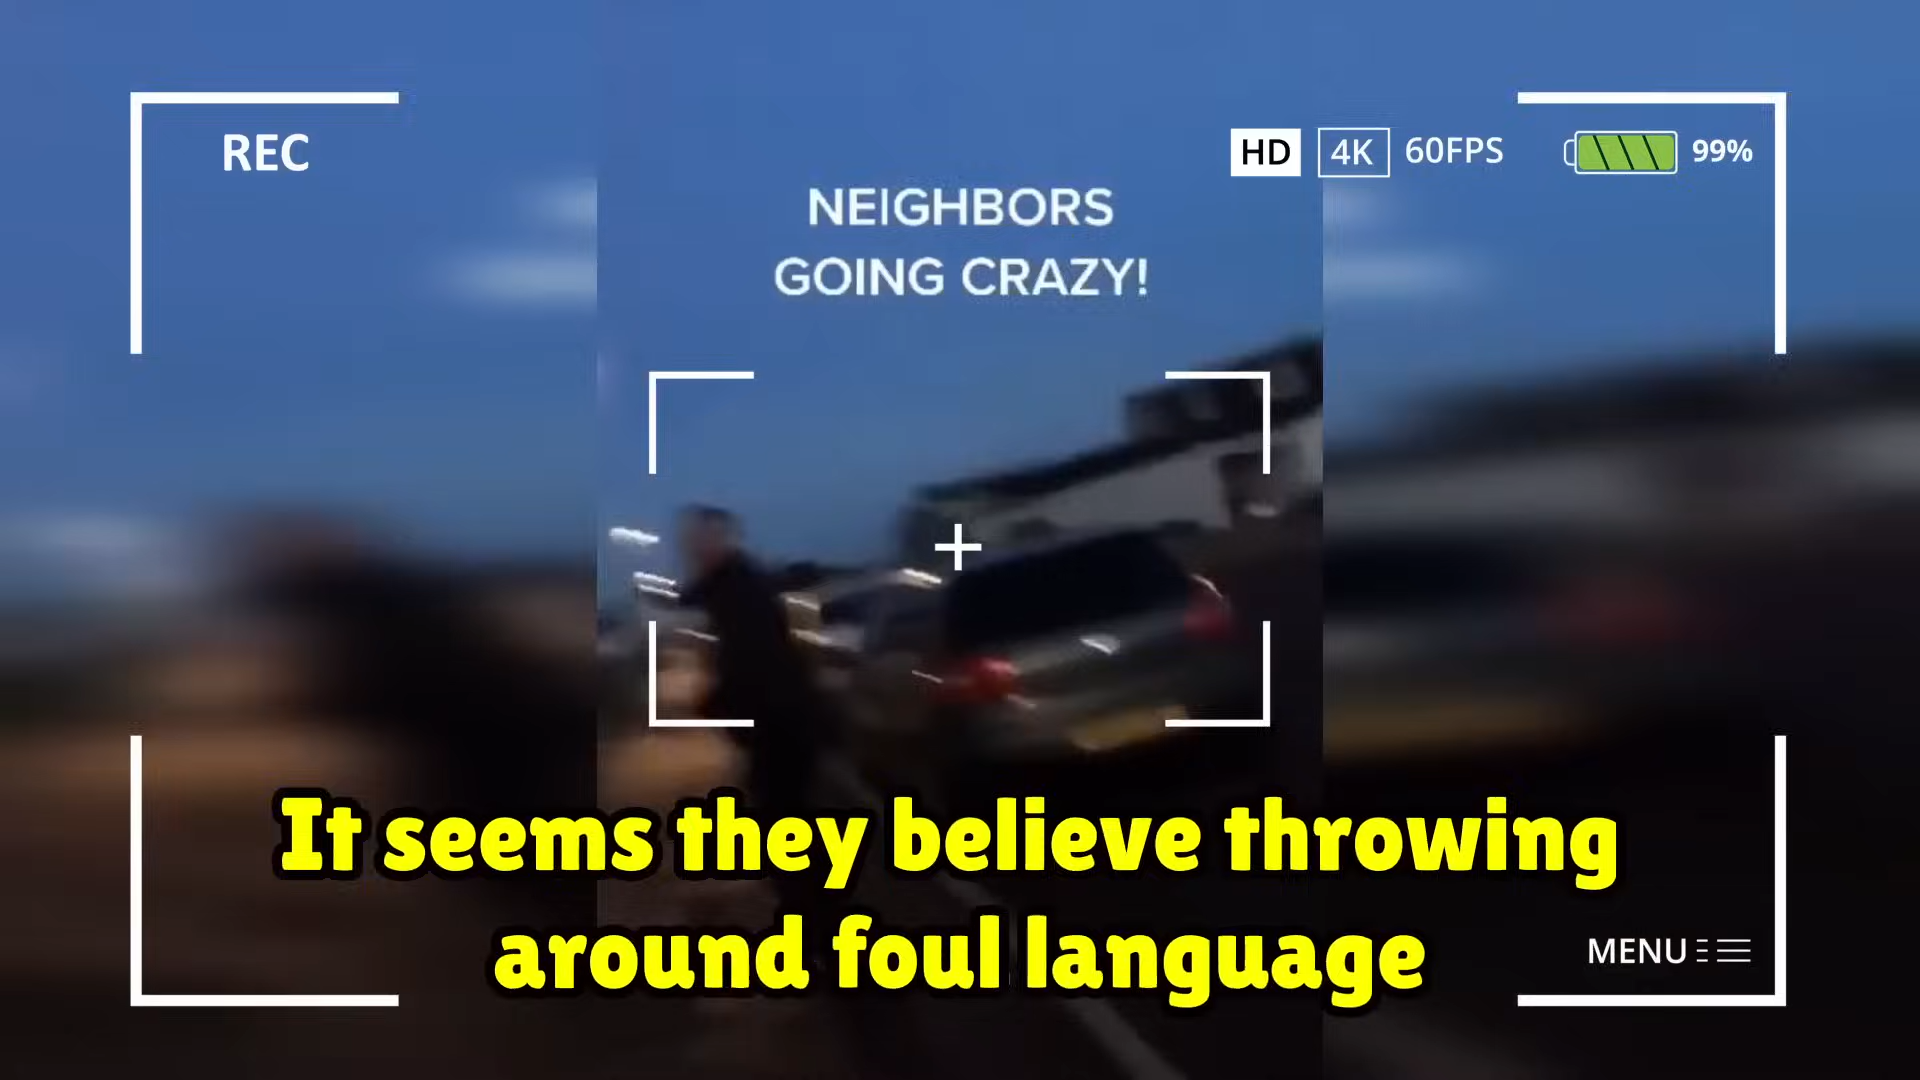 REC
HD 4K 60FPS 99%
NEIGHBORS
GOING CRAZY!
It seems they believe throwing
around foul language
MENU